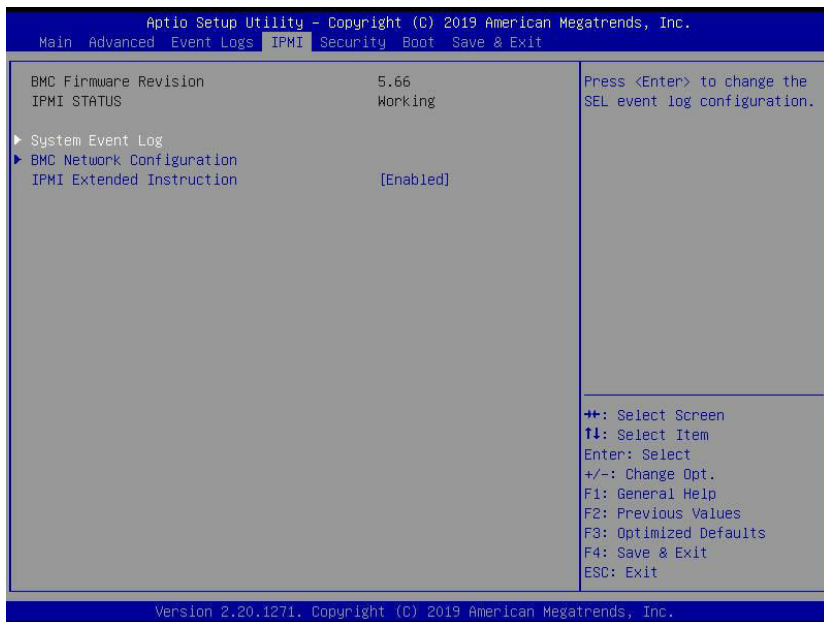 Aptio Setup Utility – Copyright (C) 2019 American Megatrends, Inc.
Main Advanced Event Logs IPMI Security Boot Save & Exit
BMC Firmware Revision 5.66
IPMI STATUS Working
System Event Log
BMC Network Configuration
IPMI Extended Instruction [Enabled]
Press <Enter> to change the
SEL event log configuration.
→←: Select Screen
↑↓: Select Item
Enter: Select
+/-: Change Opt.
F1: General Help
F2: Previous Values
F3: Optimized Defaults
F4: Save & Exit
ESC: Exit
Version 2.20.1271. Copyright (C) 2019 American Megatrends, Inc.